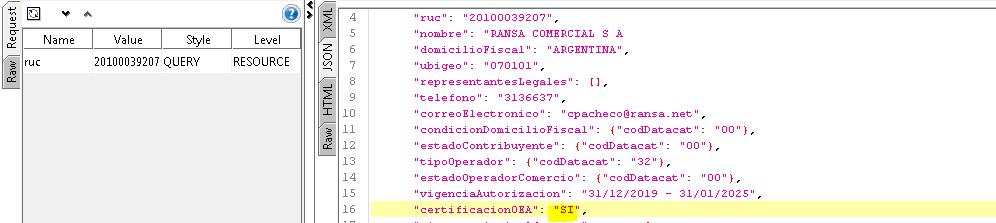 Request
Raw
Name Value Style Level
ruc 20100039207 QUERY RESOURCE
XML
JSON
HTML
Raw
4 "ruc": "20100039207",
5 "nombre": "RANSA COMERCIAL S A
6 "domicilioFiscal": "ARGENTINA",
7 "ubigeo": "070101",
8 "representantesLegales": [],
9 "telefono": "3136637",
10 "correoElectronico": "cpacheco@ransa.net",
11 "condicionDomicilioFiscal": {"codDatacat": "00"},
12 "estadoContribuyente": {"codDatacat": "00"},
13 "tipoOperador": {"codDatacat": "32"},
14 "estadoOperadorComercio": {"codDatacat": "00"},
15 "vigenciaAutorizacion": "31/12/2019 - 31/01/2025",
16 "certificacionOEA": "SI",